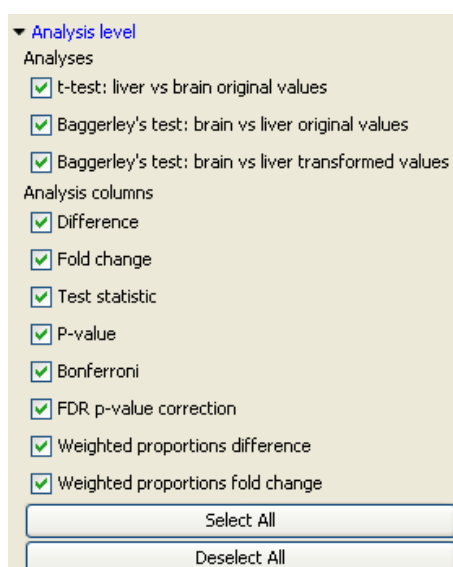 Analysis level
Analyses
t-test: liver vs brain original values
Baggerley's test: brain vs liver original values
Baggerley's test: brain vs liver transformed values
Analysis columns
Difference
Fold change
Test statistic
P-value
Bonferroni
FDR p-value correction
Weighted proportions difference
Weighted proportions fold change
Select All
Deselect All